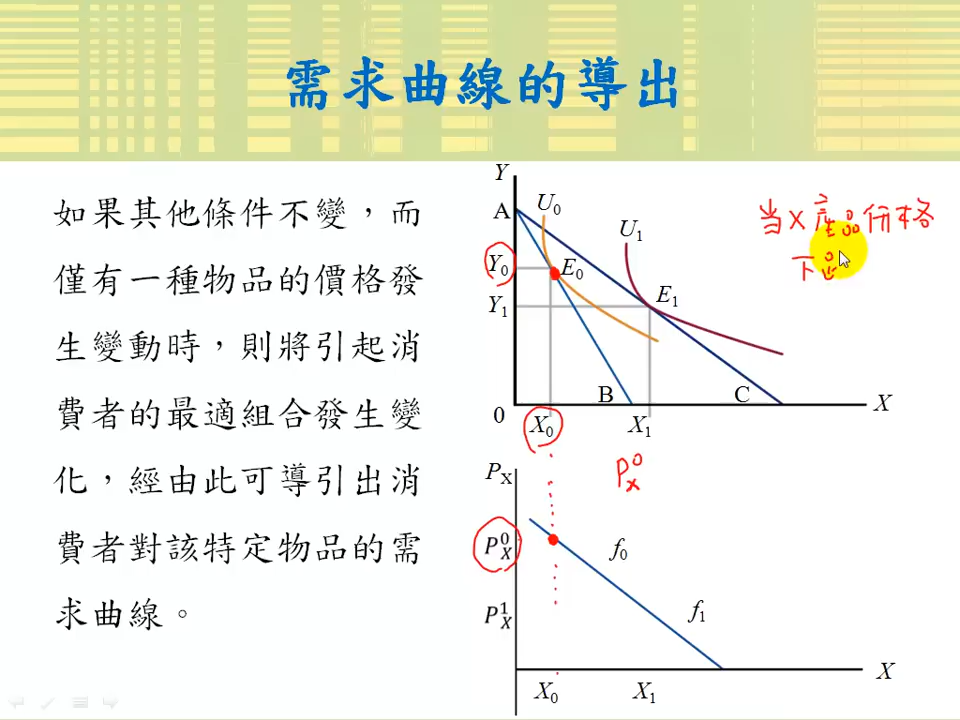 需求曲線的導出
如果其他條件不變，而
僅有一種物品的價格發
生變動時，則將引起消
費者的最適組合發生變
化，經由此可導引出消
費者對該特定物品的需
求曲線。
Y
A
U₀
U₁
当X产品价格
Y₀
E₀
下
Y₁
E₁
B
C
0
X₀
X₁
X
Pₓ
Pₓ⁰
P⁰_X
f₀
P¹_X
f₁
X₀
X₁
X